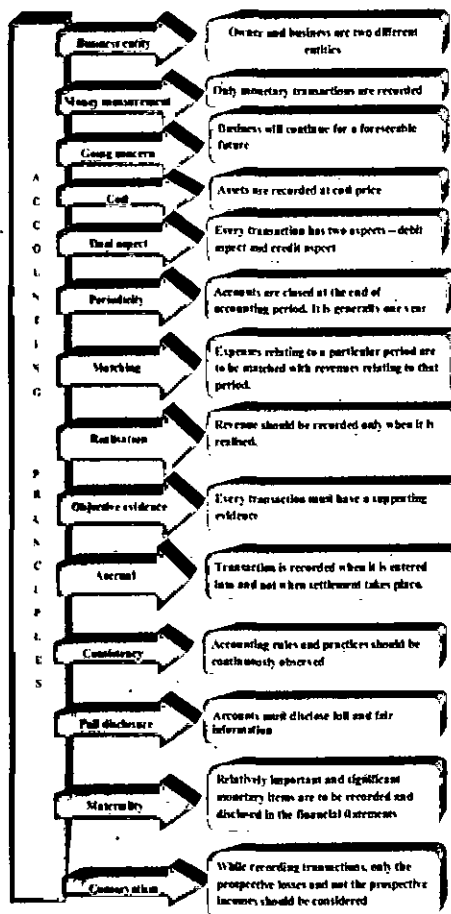 ACCOUNTING PRINCIPLES
Business entity
Owner and business are two different
entities
Money measurement
Only monetary transactions are recorded
Going concern
Business will continue for a foreseeable
future
Cost
Assets are recorded at cost price
Dual aspect
Every transaction has two aspects – debit
aspect and credit aspect
Periodicity
Accounts are closed at the end of
accounting period. It is generally one year
Matching
Expenses relating to a particular period are
to be matched with revenues relating to that
period.
Realisation
Revenue should be recorded only when it is
realised.
Objective evidence
Every transaction must have a supporting
evidence
Accrual
Transaction is recorded when it is entered
into and not when settlement takes place.
Consistency
Accounting rules and practices should be
continuously observed
Full disclosure
Accounts must disclose full and fair
information
Materiality
Relatively important and significant
monetary items are to be recorded and
disclosed in the financial statements
Conservatism
While recording transactions, only the
prospective losses and not the prospective
incomes should be considered